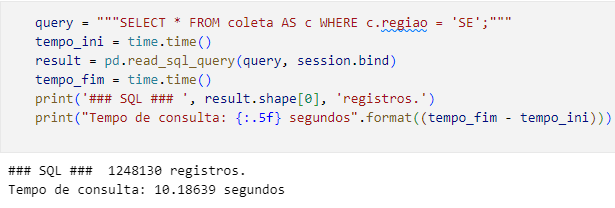 query = """SELECT * FROM coleta AS c WHERE c.regiao = 'SE';"""
tempo_ini = time.time()
result = pd.read_sql_query(query, session.bind)
tempo_fim = time.time()
print('### SQL ### ', result.shape[0], 'registros.')
print("Tempo de consulta: {:.5f} segundos".format((tempo_fim - tempo_ini)))
### SQL ###  1248130 registros.
Tempo de consulta: 10.18639 segundos